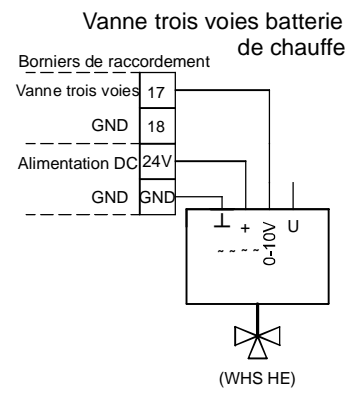 Vanne trois voies batterie
de chauffe
Borniers de raccordement
Vanne trois voies 17
GND 18
Alimentation DC 24V
GND GND
⊥ + 0-10V U
~ ~ ~ ~
(WHS HE)